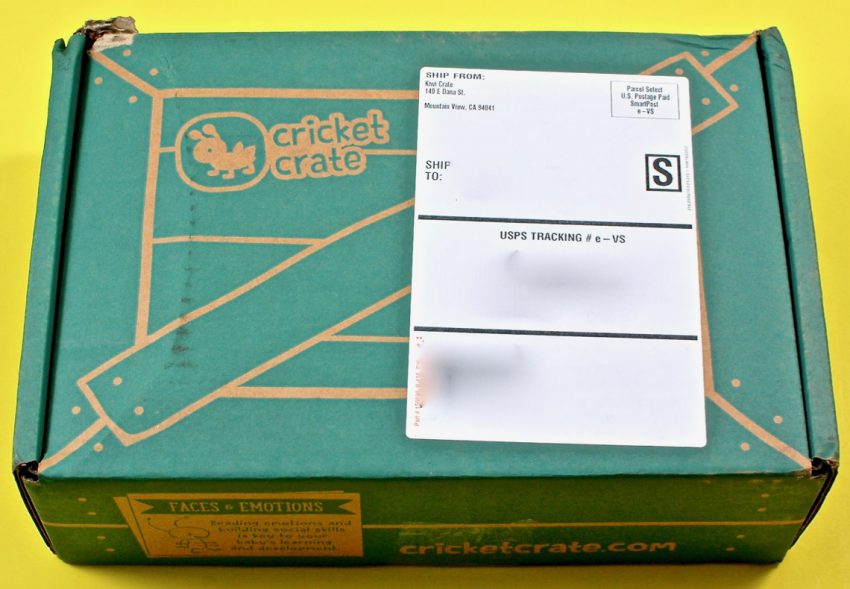 cricket
crate
SHIP FROM:
Kiwi Crate
140 E Dana St.
Mountain View, CA 94041
Parcel Select
U.S. Postage Paid
SmartPost
e-VS
SHIP
TO:
S
USPS TRACKING # e-VS
FACES & EMOTIONS
Reading emotions and
building social skills
is key to your
baby's learning
and development.
cricketcrate.com